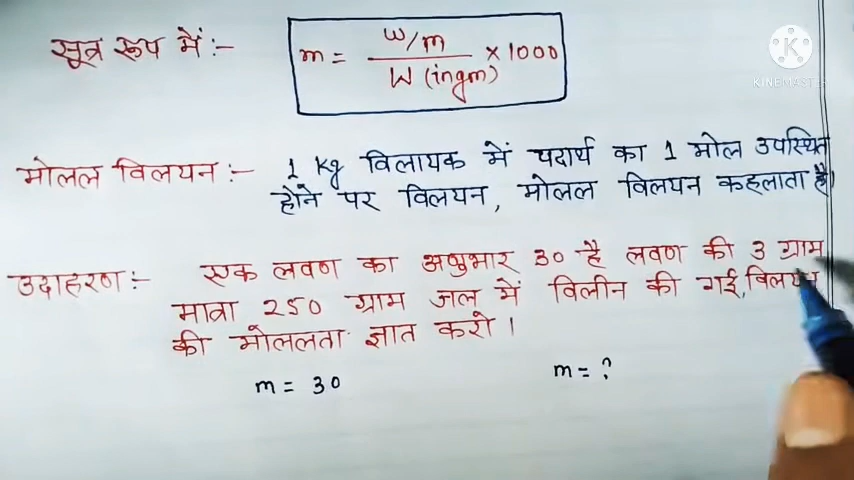 सूत्र रूप में :- m = w/m / W (in gm) × 1000
KINEMASTER
मोलल विलयन :- 1 Kg विलायक में पदार्थ का 1 मोल उपस्थित
होने पर विलयन, मोलल विलयन कहलाता है।
उदाहरण :- एक लवण का अणुभार 30 है लवण की 3 ग्राम
मात्रा 250 ग्राम जल में विलीन की गई, विलयन
की मोललता ज्ञात करो।
m = 30 m = ?